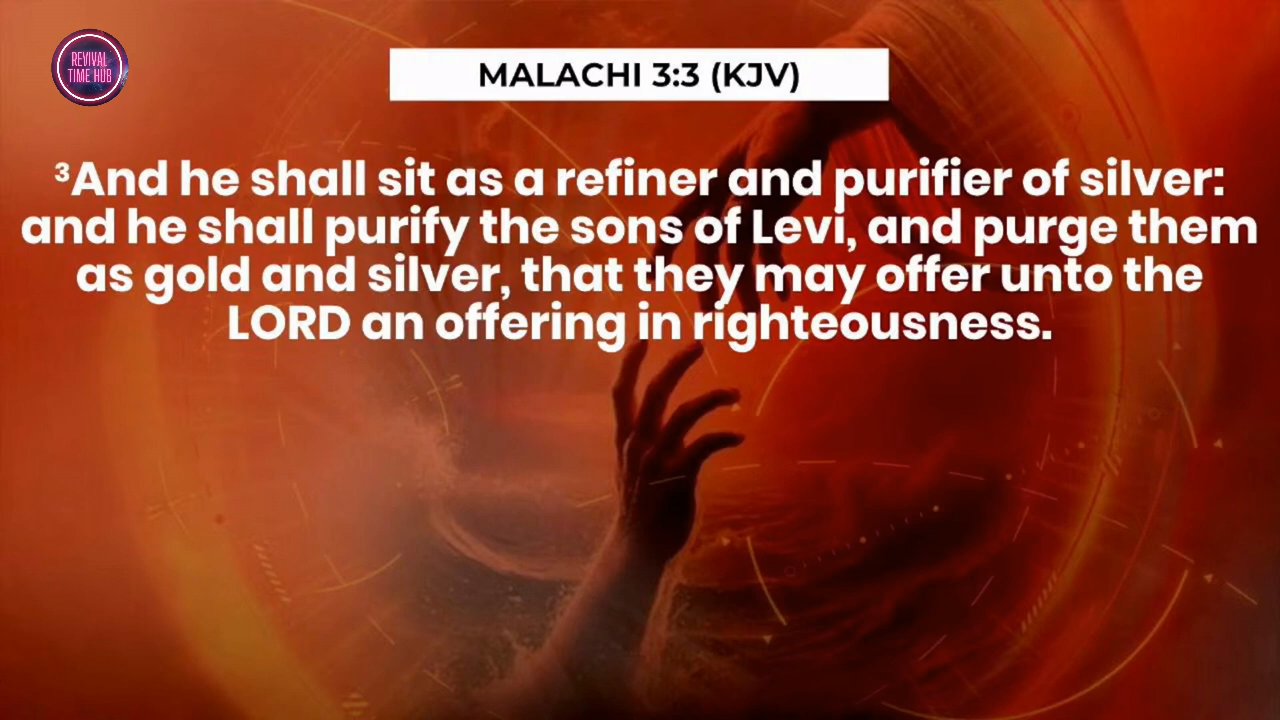 REVIVAL
TIME HUB
MALACHI 3:3 (KJV)
³And he shall sit as a refiner and purifier of silver:
and he shall purify the sons of Levi, and purge them
as gold and silver, that they may offer unto the
LORD an offering in righteousness.